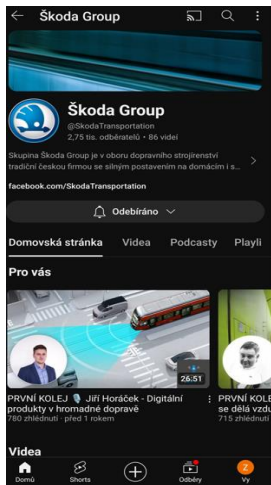 Škoda Group
Škoda Group
@SkodaTransportation
2,75 tis. odběratelů • 86 videí
Skupina Škoda Group je v oboru dopravního strojírenství
tradiční českou firmou se silným postavením na domácím i s...
facebook.com/SkodaTransportation
Odebíráno
Domovská stránka Videa Podcasty Playli
Pro vás
26:51
PRVNÍ KOLEJ 🎙️ Jiří Horáček - Digitální
produkty v hromadné dopravě
780 zhlédnutí · před 1 rokem
PRVNÍ KOLE
se dělá vzdu
715 zhlédnutí
Videa
Domů
Shorts
Odběry
Z
Vy